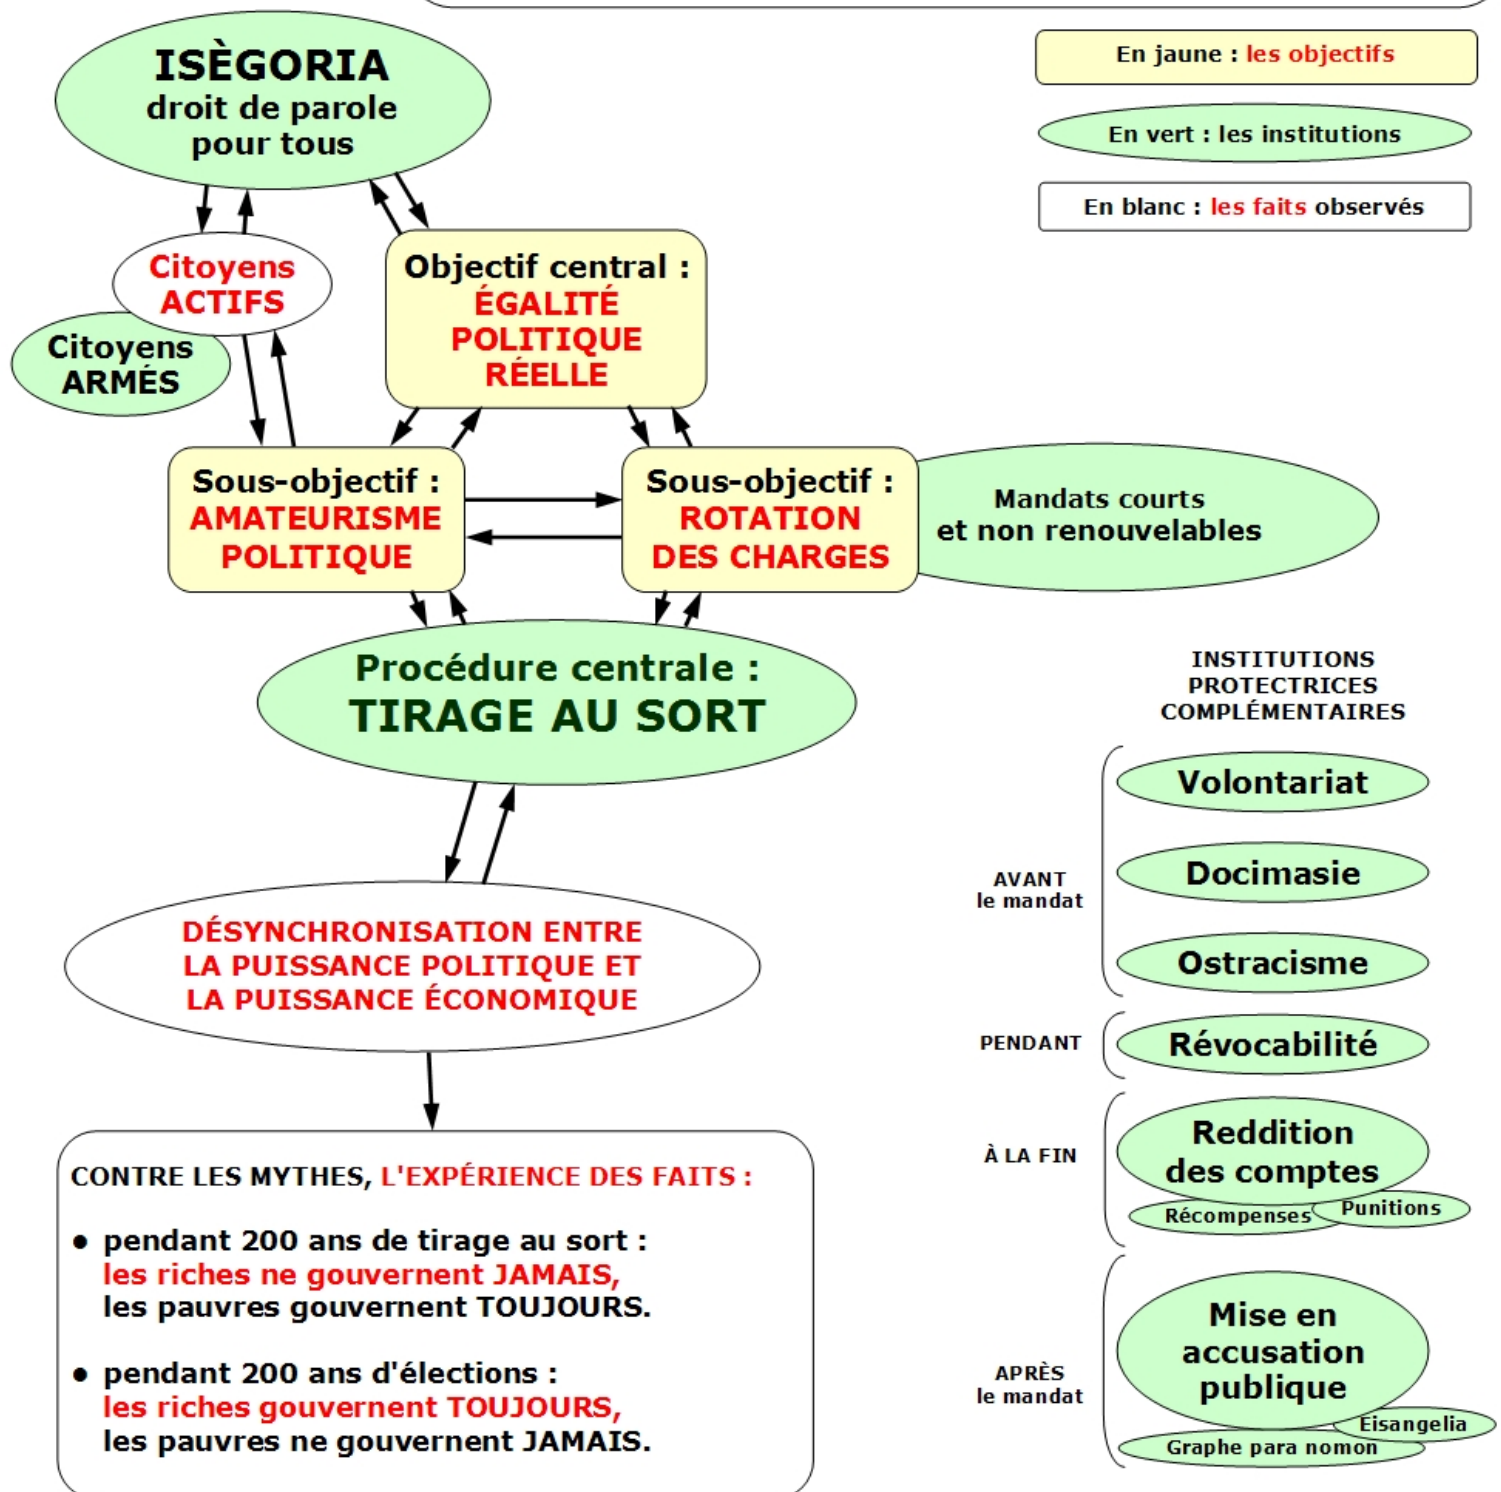 ISÈGORIA
droit de parole
pour tous
En jaune : les objectifs
En vert : les institutions
En blanc : les faits observés
Citoyens
ACTIFS
Citoyens
ARMÉS
Objectif central :
ÉGALITÉ
POLITIQUE
RÉELLE
Sous-objectif :
AMATEURISME
POLITIQUE
Sous-objectif :
ROTATION
DES CHARGES
Mandats courts
et non renouvelables
Procédure centrale :
TIRAGE AU SORT
DÉSYNCHRONISATION ENTRE
LA PUISSANCE POLITIQUE ET
LA PUISSANCE ÉCONOMIQUE
CONTRE LES MYTHES, L'EXPÉRIENCE DES FAITS :
● pendant 200 ans de tirage au sort :
les riches ne gouvernent JAMAIS,
les pauvres gouvernent TOUJOURS.
● pendant 200 ans d'élections :
les riches gouvernent TOUJOURS,
les pauvres ne gouvernent JAMAIS.
INSTITUTIONS
PROTECTRICES
COMPLÉMENTAIRES
AVANT
le mandat
Volontariat
Docimasie
Ostracisme
PENDANT
Révocabilité
À LA FIN
Reddition
des comptes
Récompenses
Punitions
APRÈS
le mandat
Mise en
accusation
publique
Eisangelia
Graphe para nomon